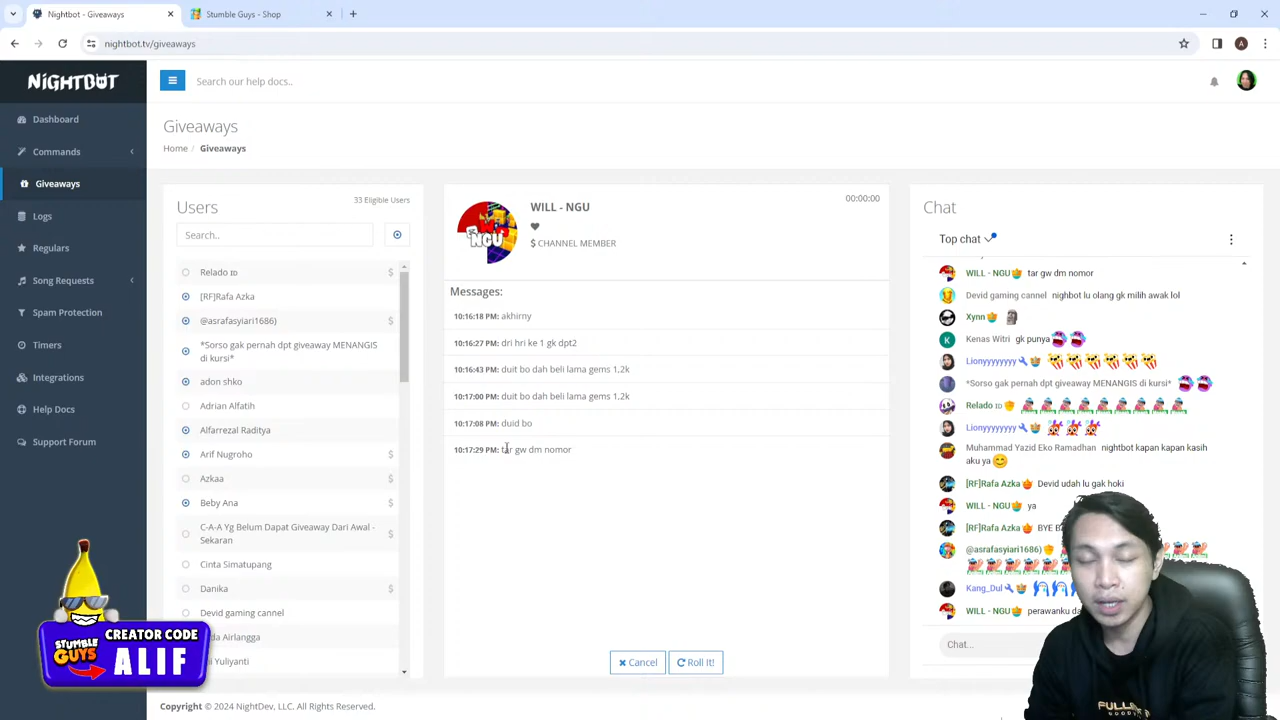 Nightbot - Giveaways
Stumble Guys - Shop
nightbot.tv/giveaways
A
NIGHTBOT
Search our help docs..
Dashboard
Commands
Giveaways
Logs
Regulars
Song Requests
Spam Protection
Timers
Integrations
Help Docs
Support Forum
Giveaways
Home / Giveaways
Users
33 Eligible Users
Search..
Relado ID $
[RF]Rafa Azka
@asrafasyiari1686) $
*Sorso gak pernah dpt giveaway MENANGIS
di kursi*
adon shko
Adrian Alfatih
Alfarrezal Raditya
Arif Nugroho
Azkaa $
Beby Ana $
C-A-A Yg Belum Dapat Giveaway Dari Awal -
Sekaran
Cinta Simatupang
Danika $
Devid gaming cannel
Airlangga
Yuliyanti
WILL - NGU
$ CHANNEL MEMBER
00:00:00
NGU
Messages:
10:16:18 PM: akhirny
10:16:27 PM: dri hri ke 1 gk dpt2
10:16:43 PM: duit bo dah beli lama gems 1,2k
10:17:00 PM: duit bo dah beli lama gems 1,2k
10:17:08 PM: duid bo
10:17:29 PM: tar gw dm nomor
Cancel
Roll It!
Chat
Top chat
WILL - NGU tar gw dm nomor
Devid gaming cannel nighbot lu olang gk milih awak lol
Xynn
K Kenas Witri gk punya
Lionyyyyyyyy
*Sorso gak pernah dpt giveaway MENANGIS di kursi*
Relado ID
Lionyyyyyyyy
Muhammad Yazid Eko Ramadhan nightbot kapan kapan kasih
aku ya
[RF]Rafa Azka Devid udah lu gak hoki
WILL - NGU ya
[RF]Rafa Azka BYE
@asrafasyiari1686)
Kang_Dul
WILL - NGU perawanku
Chat...
STUMBLE
GUYS
CREATOR CODE
ALIF
Copyright © 2024 NightDev, LLC. All Rights Reserved.